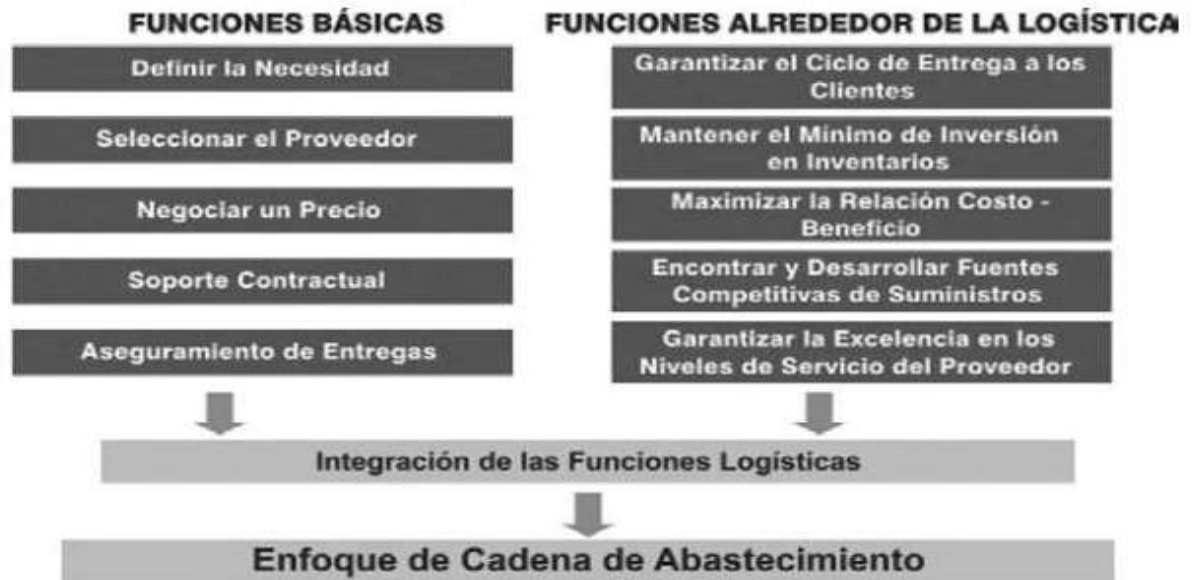 FUNCIONES BÁSICAS
Definir la Necesidad
Seleccionar el Proveedor
Negociar un Precio
Soporte Contractual
Aseguramiento de Entregas
FUNCIONES ALREDEDOR DE LA LOGÍSTICA
Garantizar el Ciclo de Entrega a los
Clientes
Mantener el Mínimo de Inversión
en Inventarios
Maximizar la Relación Costo -
Beneficio
Encontrar y Desarrollar Fuentes
Competitivas de Suministros
Garantizar la Excelencia en los
Niveles de Servicio del Proveedor
Integración de las Funciones Logísticas
Enfoque de Cadena de Abastecimiento